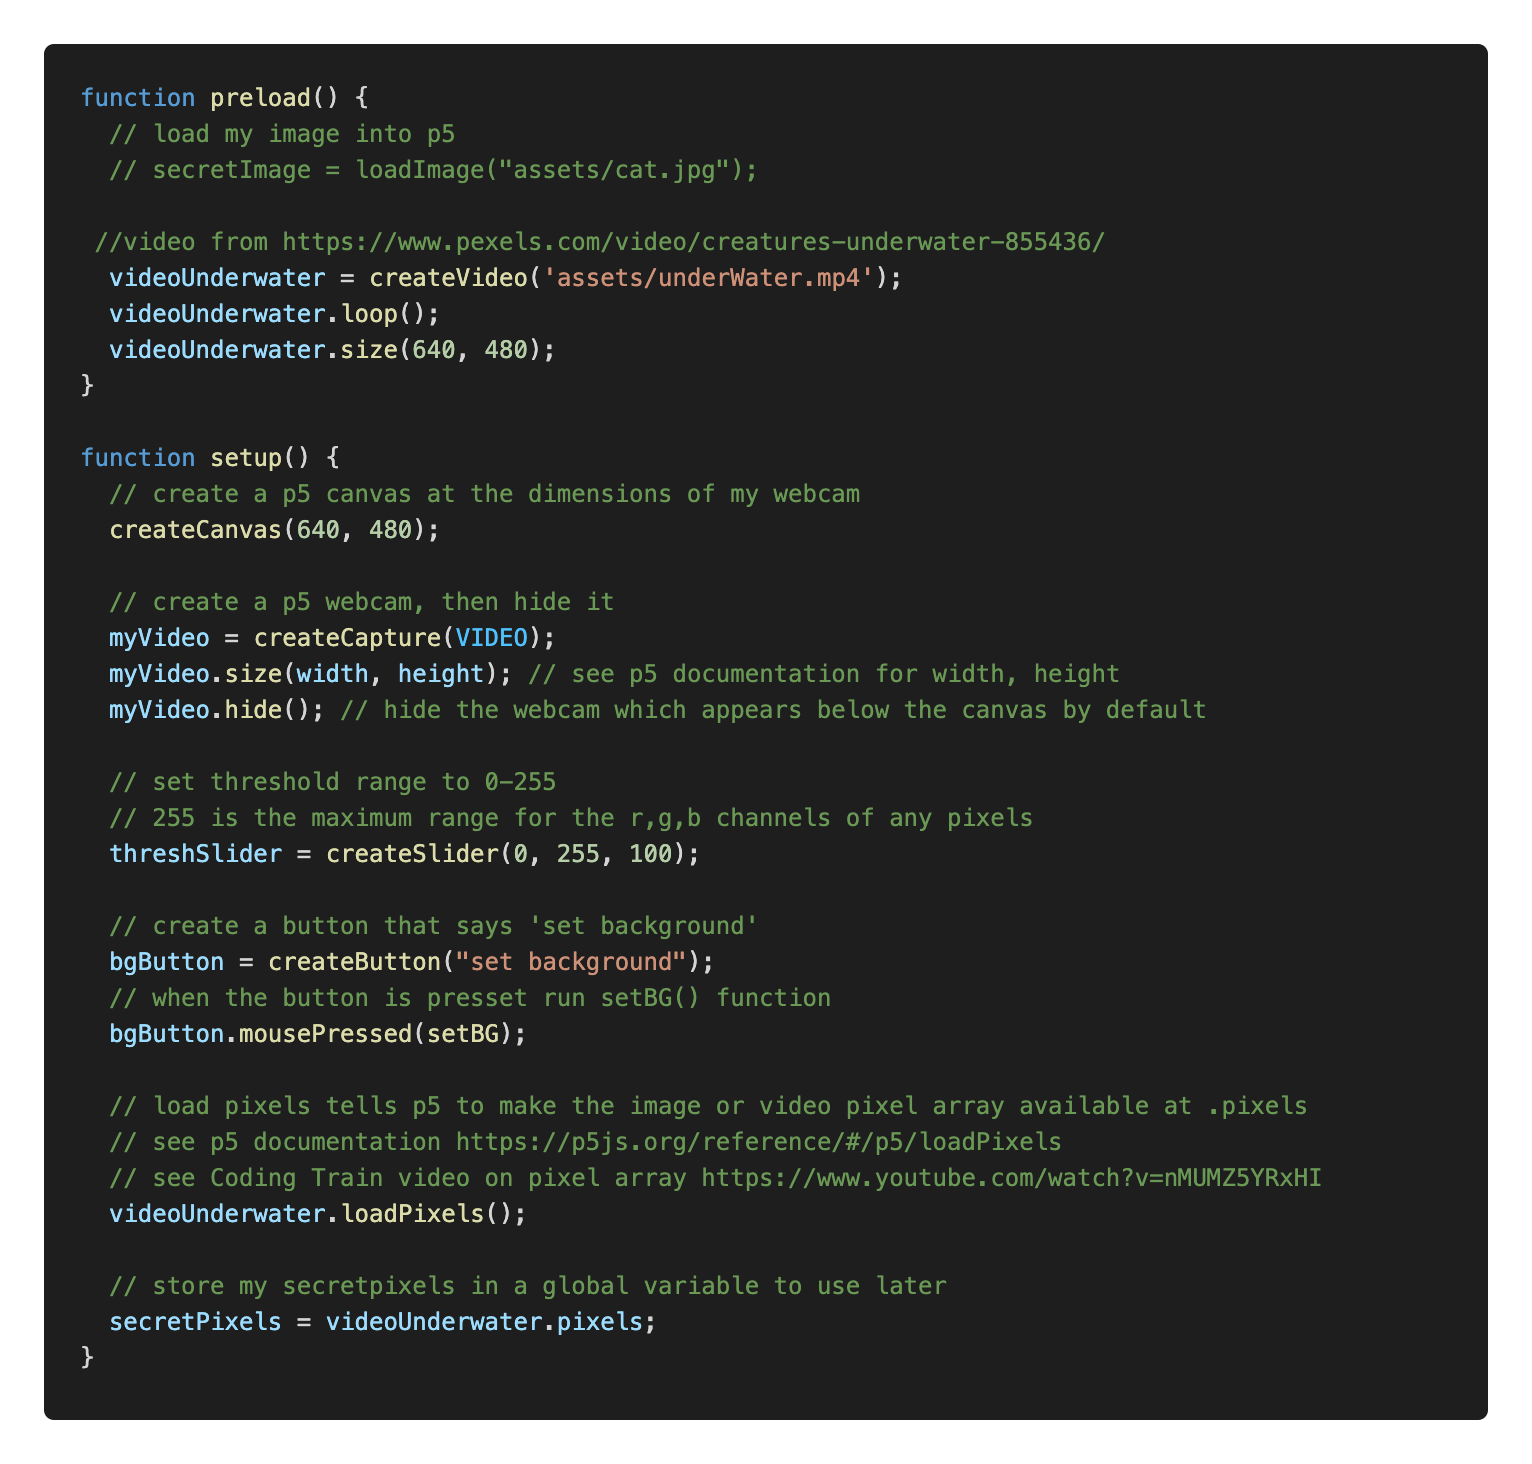 function preload() {
  // load my image into p5
  // secretImage = loadImage("assets/cat.jpg");

 //video from https://www.pexels.com/video/creatures-underwater-855436/
  videoUnderwater = createVideo('assets/underWater.mp4');
  videoUnderwater.loop();
  videoUnderwater.size(640, 480);
}

function setup() {
  // create a p5 canvas at the dimensions of my webcam
  createCanvas(640, 480);

  // create a p5 webcam, then hide it
  myVideo = createCapture(VIDEO);
  myVideo.size(width, height); // see p5 documentation for width, height
  myVideo.hide(); // hide the webcam which appears below the canvas by default

  // set threshold range to 0-255
  // 255 is the maximum range for the r,g,b channels of any pixels
  threshSlider = createSlider(0, 255, 100);

  // create a button that says 'set background'
  bgButton = createButton("set background");
  // when the button is presset run setBG() function
  bgButton.mousePressed(setBG);

  // load pixels tells p5 to make the image or video pixel array available at .pixels
  // see p5 documentation https://p5js.org/reference/#/p5/loadPixels
  // see Coding Train video on pixel array https://www.youtube.com/watch?v=nMUMZ5YRxHI
  videoUnderwater.loadPixels();

  // store my secretpixels in a global variable to use later
  secretPixels = videoUnderwater.pixels;
}